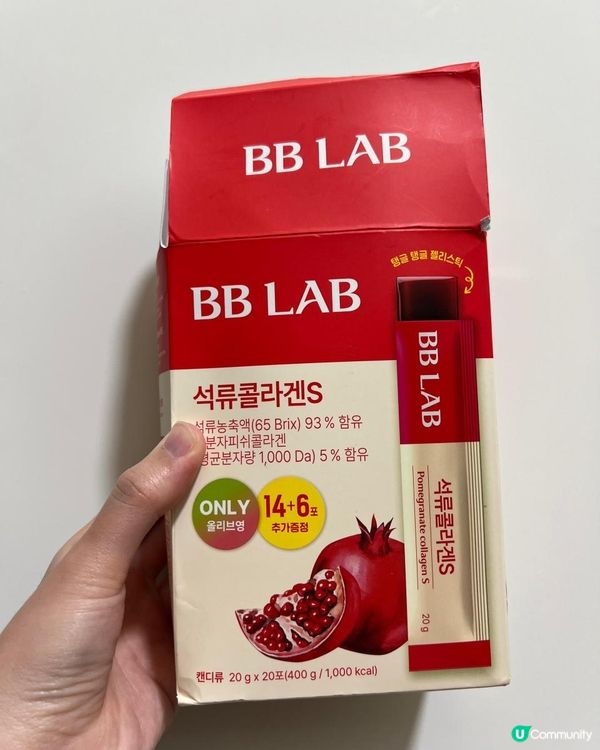 BB LAB
탱글 탱글 젤리스틱
BB LAB
석류콜라겐S
석류농축액(65 Brix) 93 % 함유
분자피쉬콜라겐
평균분자량 1,000 Da) 5 % 함유
ONLY
올리브영
14+6포
추가증정
BB LAB
석류콜라겐S
Pomegranate collagen S
20 g
캔디류 20 g x 20포(400 g / 1,000 kcal)
U Community